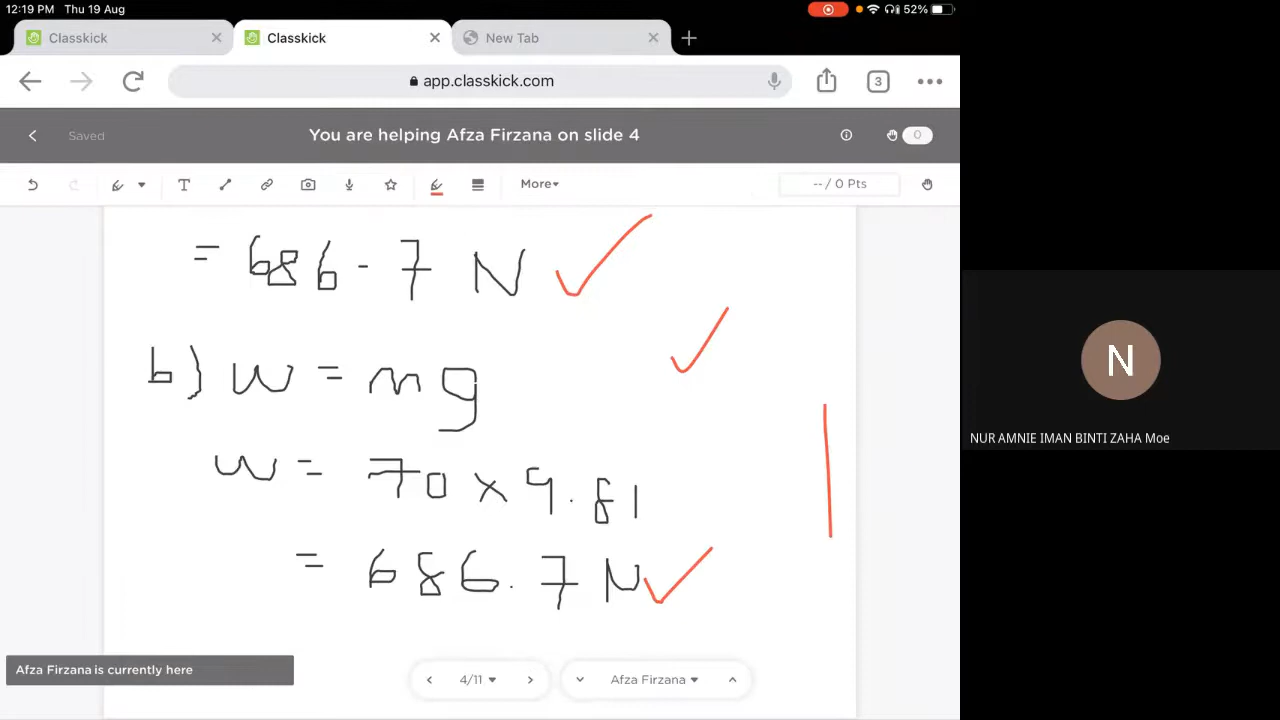 12:19 PM Thu 19 Aug 52%
Classkick Classkick New Tab
app.classkick.com 3
Saved You are helping Afza Firzana on slide 4 0
T More -- / 0 Pts
= 686.7 N
b) W = mg
W = 70 × 9.81
= 686.7 N
Afza Firzana is currently here
4/11 Afza Firzana
N
NUR AMNIE IMAN BINTI ZAHA Moe